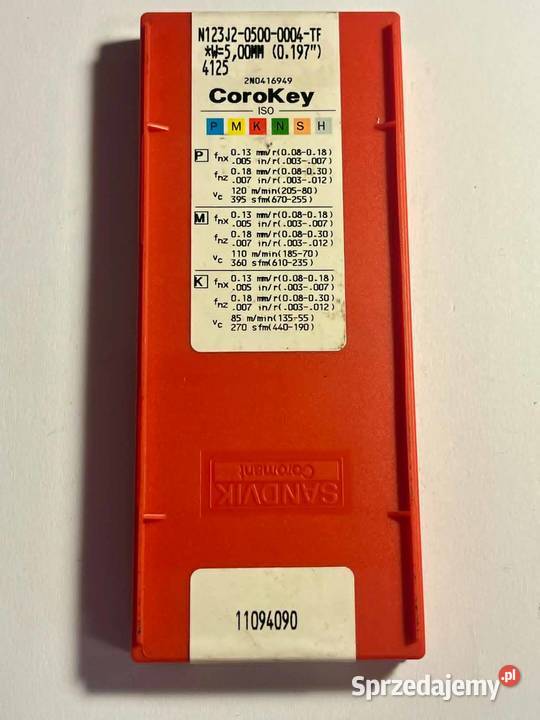 N123J2-0500-0004-TF
*W=5,00MM (0.197")
4125
2N0416949
CoroKey
ISO
P M K N S H
P fnx 0.13 mm/r(0.08-0.18)
.005 in/r(.003-.007)
fnz 0.18 mm/r(0.08-0.30)
.007 in/r(.003-.012)
vc 120 m/min(205-80)
395 sfm(670-255)
M fnx 0.13 mm/r(0.08-0.18)
.005 in/r(.003-.007)
fnz 0.18 mm/r(0.08-0.30)
.007 in/r(.003-.012)
vc 110 m/min(185-70)
360 sfm(610-235)
K fnx 0.13 mm/r(0.08-0.18)
.005 in/r(.003-.007)
fnz 0.18 mm/r(0.08-0.30)
.007 in/r(.003-.012)
vc 85 m/min(135-55)
270 sfm(440-190)
SANDVIK
Coromant
11094090
Sprzedajemy.pl